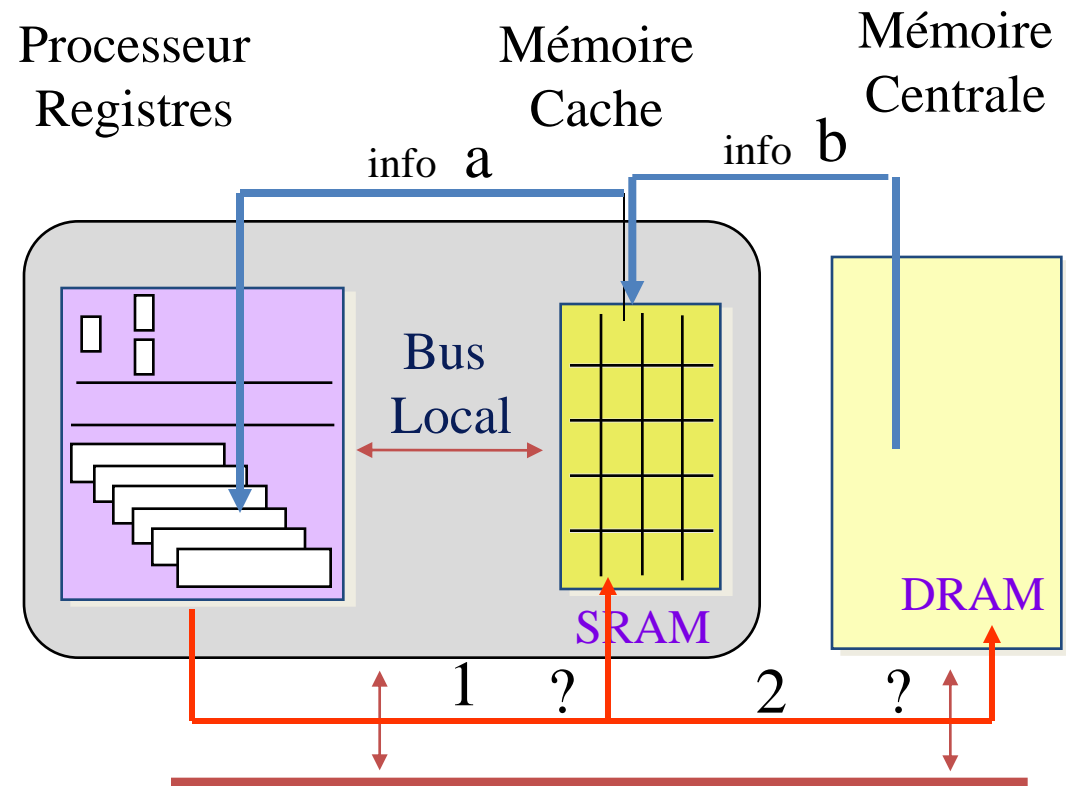 Processeur
Registres
Mémoire
Cache
Mémoire
Centrale
info a
info b
Bus
Local
SRAM
DRAM
1 ? 2 ?